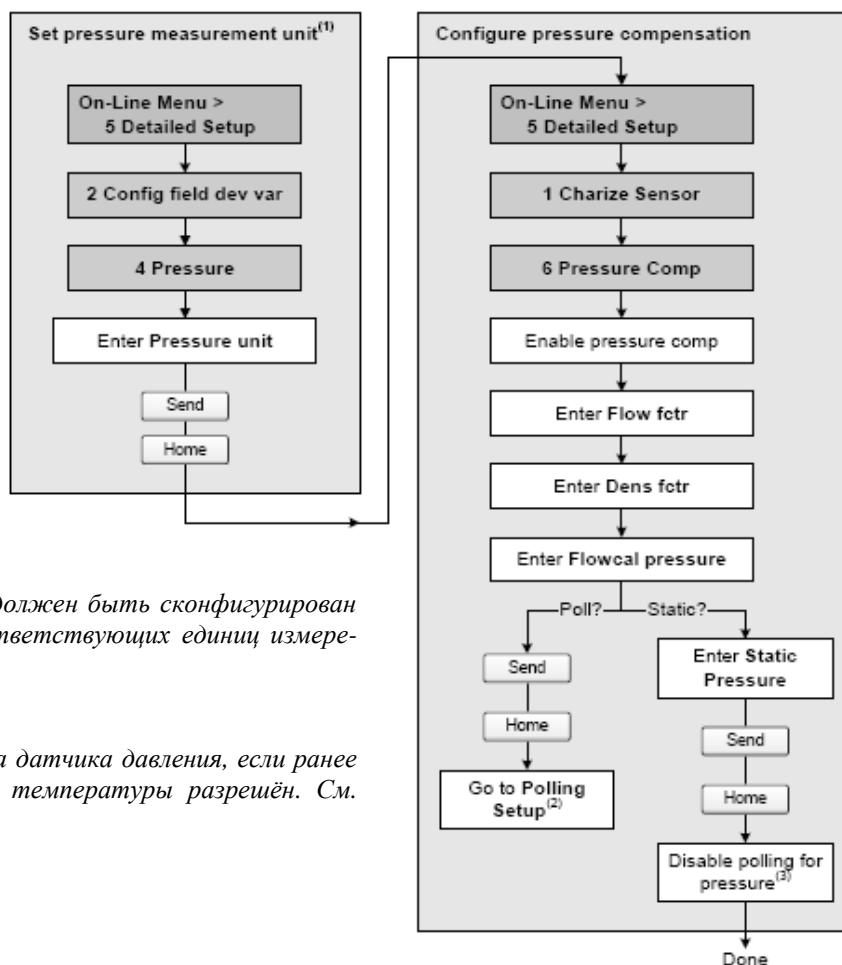 Set pressure measurement unit(1)
On-Line Menu >
5 Detailed Setup
2 Config field dev var
4 Pressure
Enter Pressure unit
Send
Home
Configure pressure compensation
On-Line Menu >
5 Detailed Setup
1 Charize Sensor
6 Pressure Comp
Enable pressure comp
Enter Flow fctr
Enter Dens fctr
Enter Flowcal pressure
Poll?
Static?
Send
Home
Go to Polling
Setup(2)
Enter Static
Pressure
Send
Home
Disable polling for
pressure(3)
Done
должен быть сконфигурирован
тветствующих единиц измере-
а датчика давления, если ранее
температуры разрешён. См.